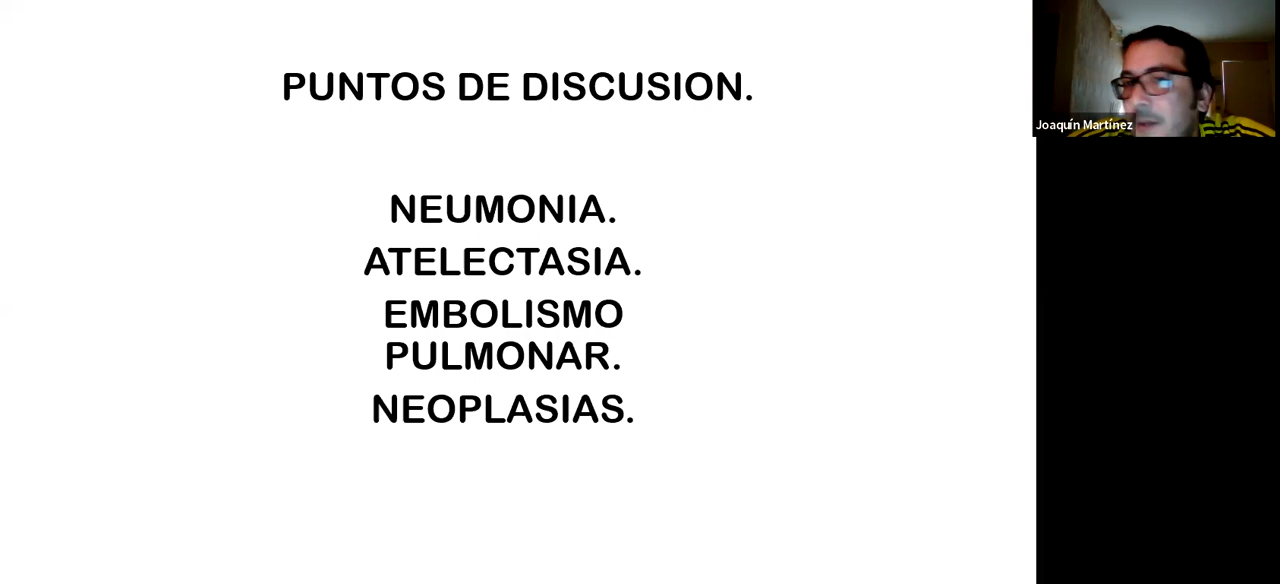 PUNTOS DE DISCUSION.
NEUMONIA.
ATELECTASIA.
EMBOLISMO
PULMONAR.
NEOPLASIAS.
Joaquín Martínez